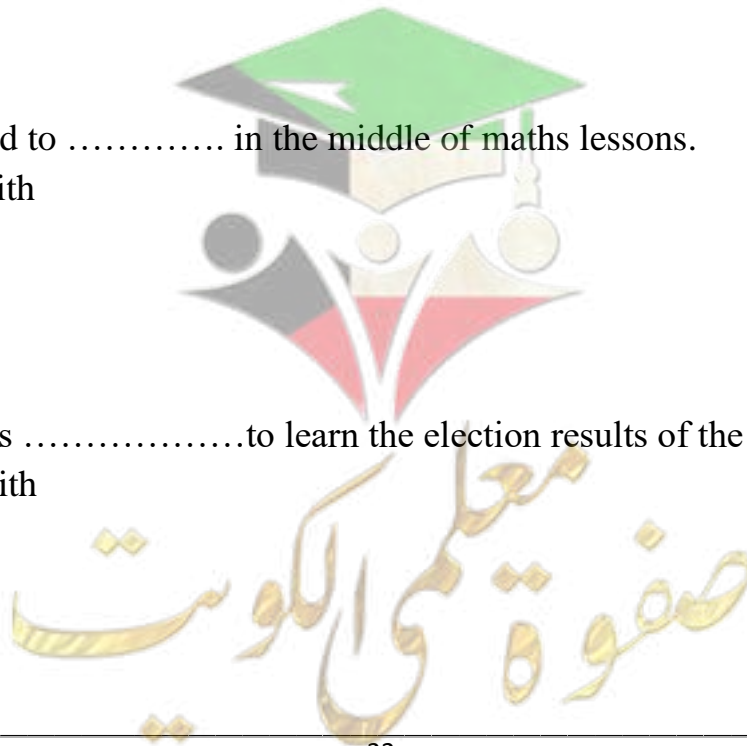 d to …………. in the middle of maths lessons.
ith
s ………………to learn the election results of the
ith
صفوة معلمي الكويت